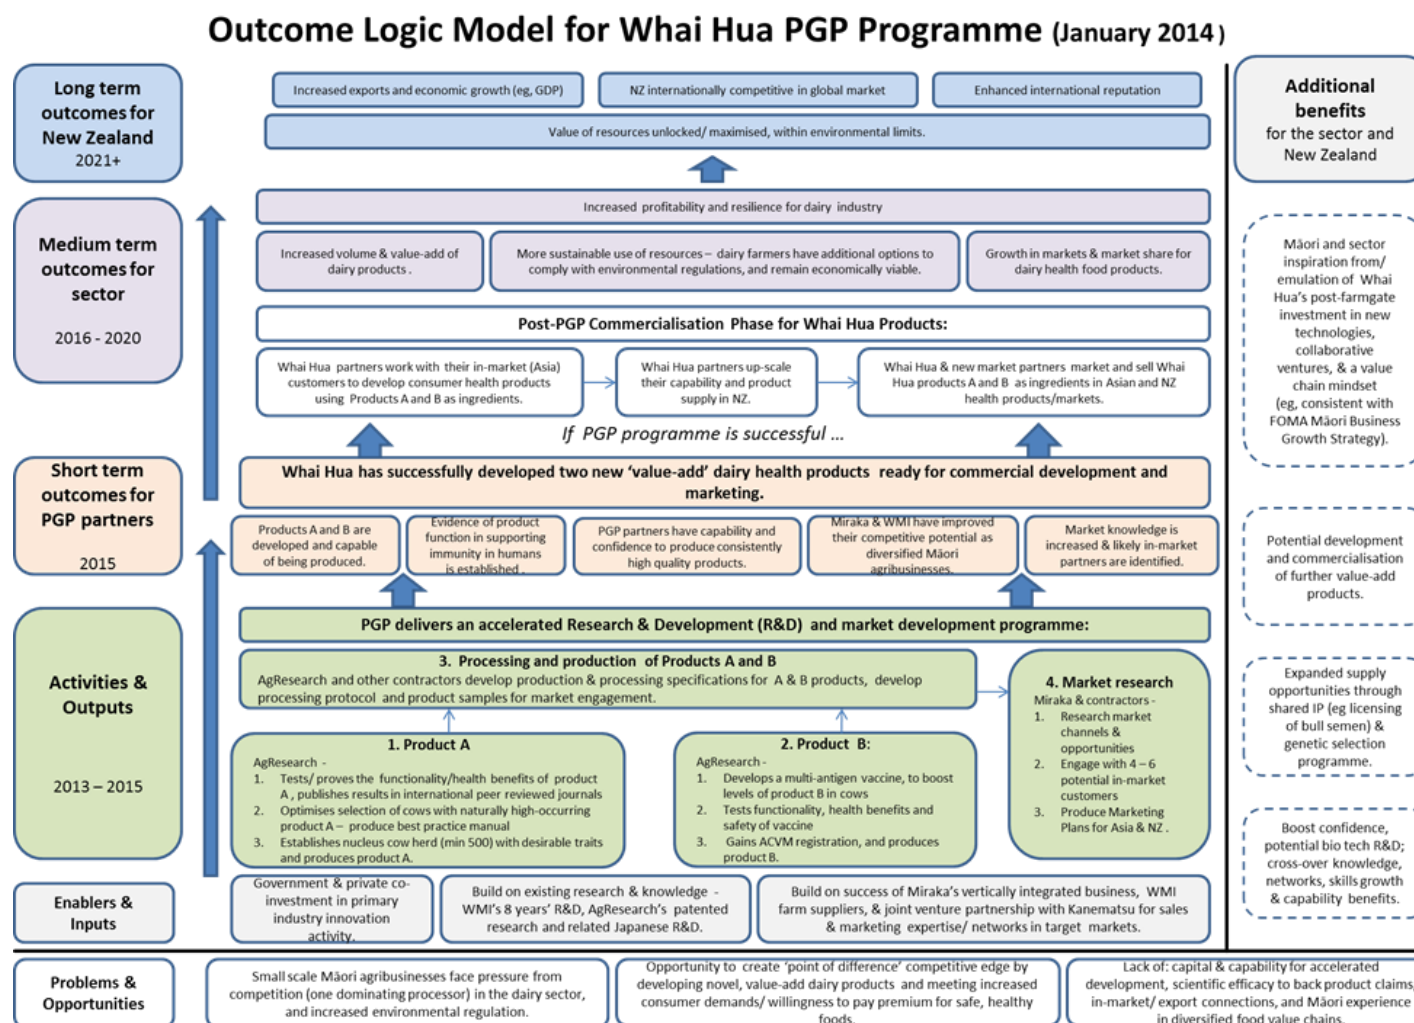 Outcome Logic Model for Whai Hua PGP Programme (January 2014 )
Long term
outcomes for
New Zealand
2021+
Increased exports and economic growth (eg, GDP)
NZ internationally competitive in global market
Enhanced international reputation
Value of resources unlocked/ maximised, within environmental limits.
Additional
benefits
for the sector and
New Zealand
Medium term
outcomes for
sector
2016 - 2020
Increased profitability and resilience for dairy industry
Increased volume & value-add of
dairy products .
More sustainable use of resources – dairy farmers have additional options to
comply with environmental regulations, and remain economically viable.
Growth in markets & market share for
dairy health food products.
Post-PGP Commercialisation Phase for Whai Hua Products:
Whai Hua partners work with their in-market (Asia)
customers to develop consumer health products
using Products A and B as ingredients.
Whai Hua partners up-scale
their capability and product
supply in NZ.
Whai Hua & new market partners market and sell Whai
Hua products A and B as ingredients in Asian and NZ
health products/markets.
If PGP programme is successful ...
Māori and sector
inspiration from/
emulation of Whai
Hua's post-farmgate
investment in new
technologies,
collaborative
ventures, & a value
chain mindset
(eg, consistent with
FOMA Māori Business
Growth Strategy).
Short term
outcomes for
PGP partners
2015
Whai Hua has successfully developed two new 'value-add' dairy health products ready for commercial development and
marketing.
Products A and B are
developed and capable
of being produced.
Evidence of product
function in supporting
immunity in humans
is established .
PGP partners have capability and
confidence to produce consistently
high quality products.
Miraka & WMI have improved
their competitive potential as
diversified Māori
agribusinesses.
Market knowledge is
increased & likely in-market
partners are identified.
Potential development
and commercialisation
of further value-add
products.
Activities &
Outputs
2013 – 2015
PGP delivers an accelerated Research & Development (R&D) and market development programme:
3. Processing and production of Products A and B
AgResearch and other contractors develop production & processing specifications for A & B products, develop
processing protocol and product samples for market engagement.
4. Market research
Miraka & contractors -
1. Research market
channels &
opportunities
2. Engage with 4 – 6
potential in-market
customers
3. Produce Marketing
Plans for Asia & NZ .
1. Product A
AgResearch -
1. Tests/ proves the functionality/health benefits of product
A , publishes results in international peer reviewed journals
2. Optimises selection of cows with naturally high-occurring
product A – produce best practice manual
3. Establishes nucleus cow herd (min 500) with desirable traits
and produces product A.
2. Product B:
AgResearch -
1. Develops a multi-antigen vaccine, to boost
levels of product B in cows
2. Tests functionality, health benefits and
safety of vaccine
3. Gains ACVM registration, and produces
product B.
Expanded supply
opportunities through
shared IP (eg licensing
of bull semen) &
genetic selection
programme.
Boost confidence,
potential bio tech R&D;
cross-over knowledge,
networks, skills growth
& capability benefits.
Enablers &
Inputs
Government & private co-
investment in primary
industry innovation
activity.
Build on existing research & knowledge -
WMI's 8 years' R&D, AgResearch's patented
research and related Japanese R&D.
Build on success of Miraka's vertically integrated business, WMI
farm suppliers, & joint venture partnership with Kanematsu for sales
& marketing expertise/ networks in target markets.
Problems &
Opportunities
Small scale Māori agribusinesses face pressure from
competition (one dominating processor) in the dairy sector,
and increased environmental regulation.
Opportunity to create 'point of difference' competitive edge by
developing novel, value-add dairy products and meeting increased
consumer demands/ willingness to pay premium for safe, healthy
foods.
Lack of: capital & capability for accelerated
development, scientific efficacy to back product claims,
in-market/ export connections, and Māori experience
in diversified food value chains.